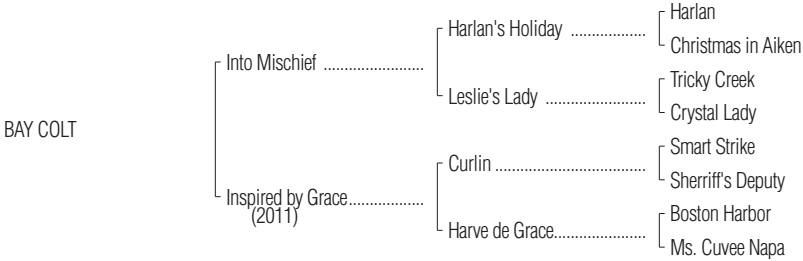 Harlan
Harlan's Holiday ..................
Christmas in Aiken
Into Mischief ........................
Tricky Creek
Leslie's Lady ........................
Crystal Lady
BAY COLT
Smart Strike
Curlin ....................................
Sherriff's Deputy
Inspired by Grace..................
(2011)
Boston Harbor
Harve de Grace......................
Ms. Cuvee Napa